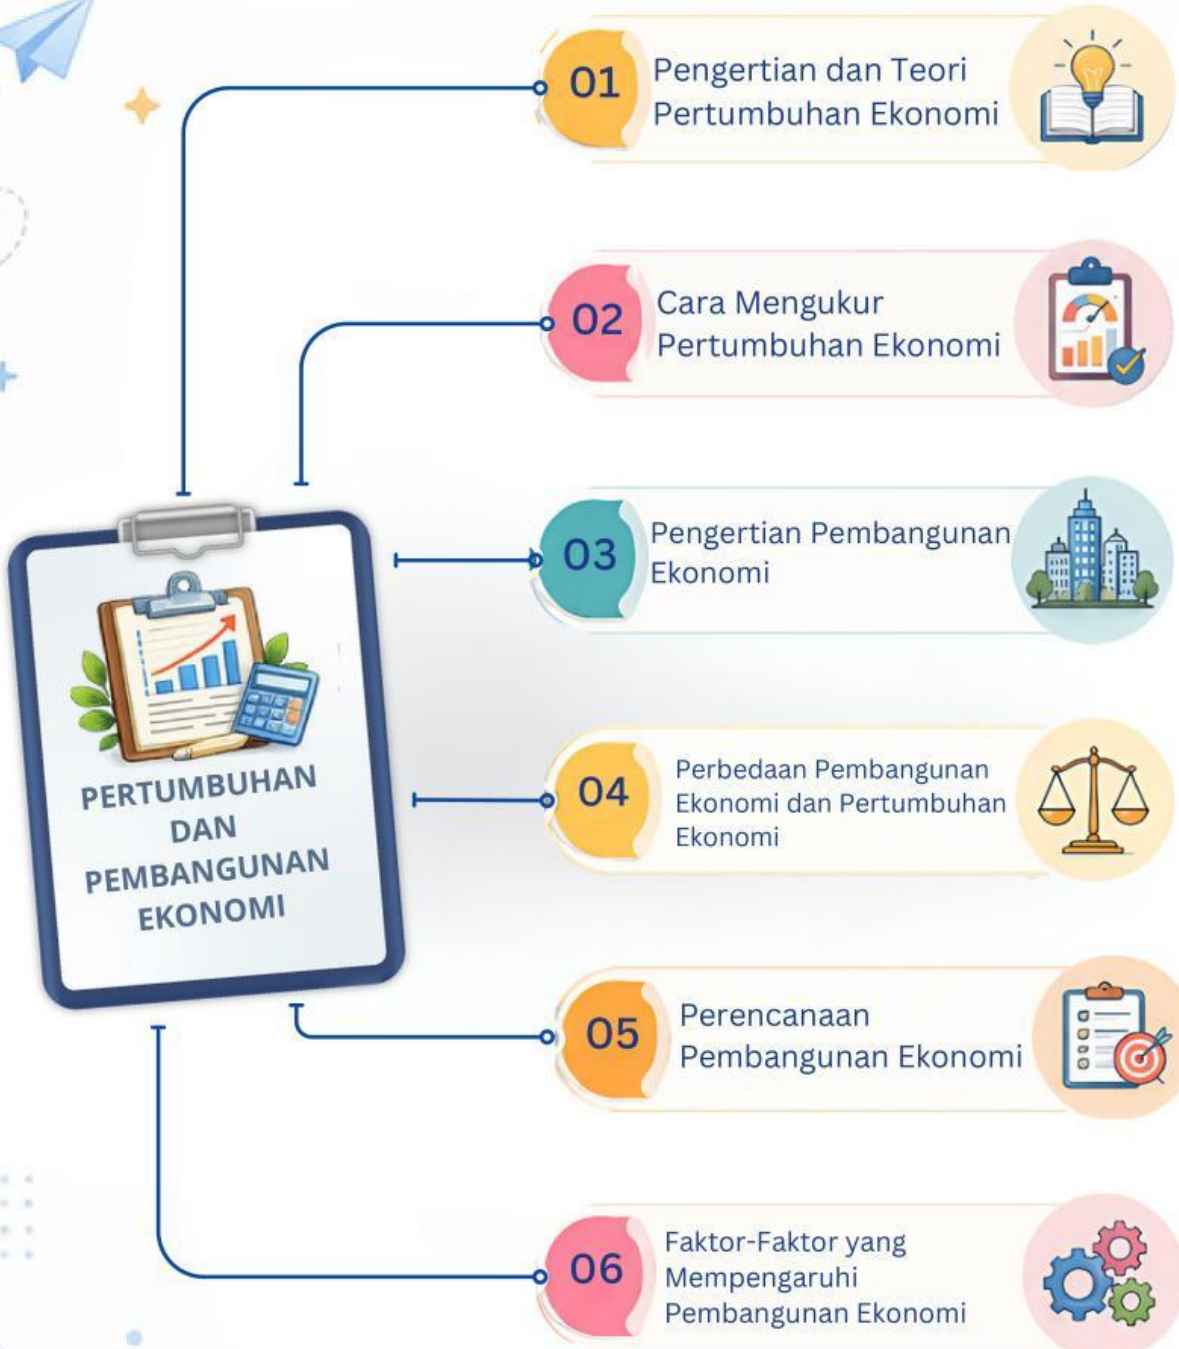 01
Pengertian dan Teori
Pertumbuhan Ekonomi
02
Cara Mengukur
Pertumbuhan Ekonomi
03
Pengertian Pembangunan
Ekonomi
04
Perbedaan Pembangunan
Ekonomi dan Pertumbuhan
Ekonomi
05
Perencanaan
Pembangunan Ekonomi
06
Faktor-Faktor yang
Mempengaruhi
Pembangunan Ekonomi
PERTUMBUHAN
DAN
PEMBANGUNAN
EKONOMI